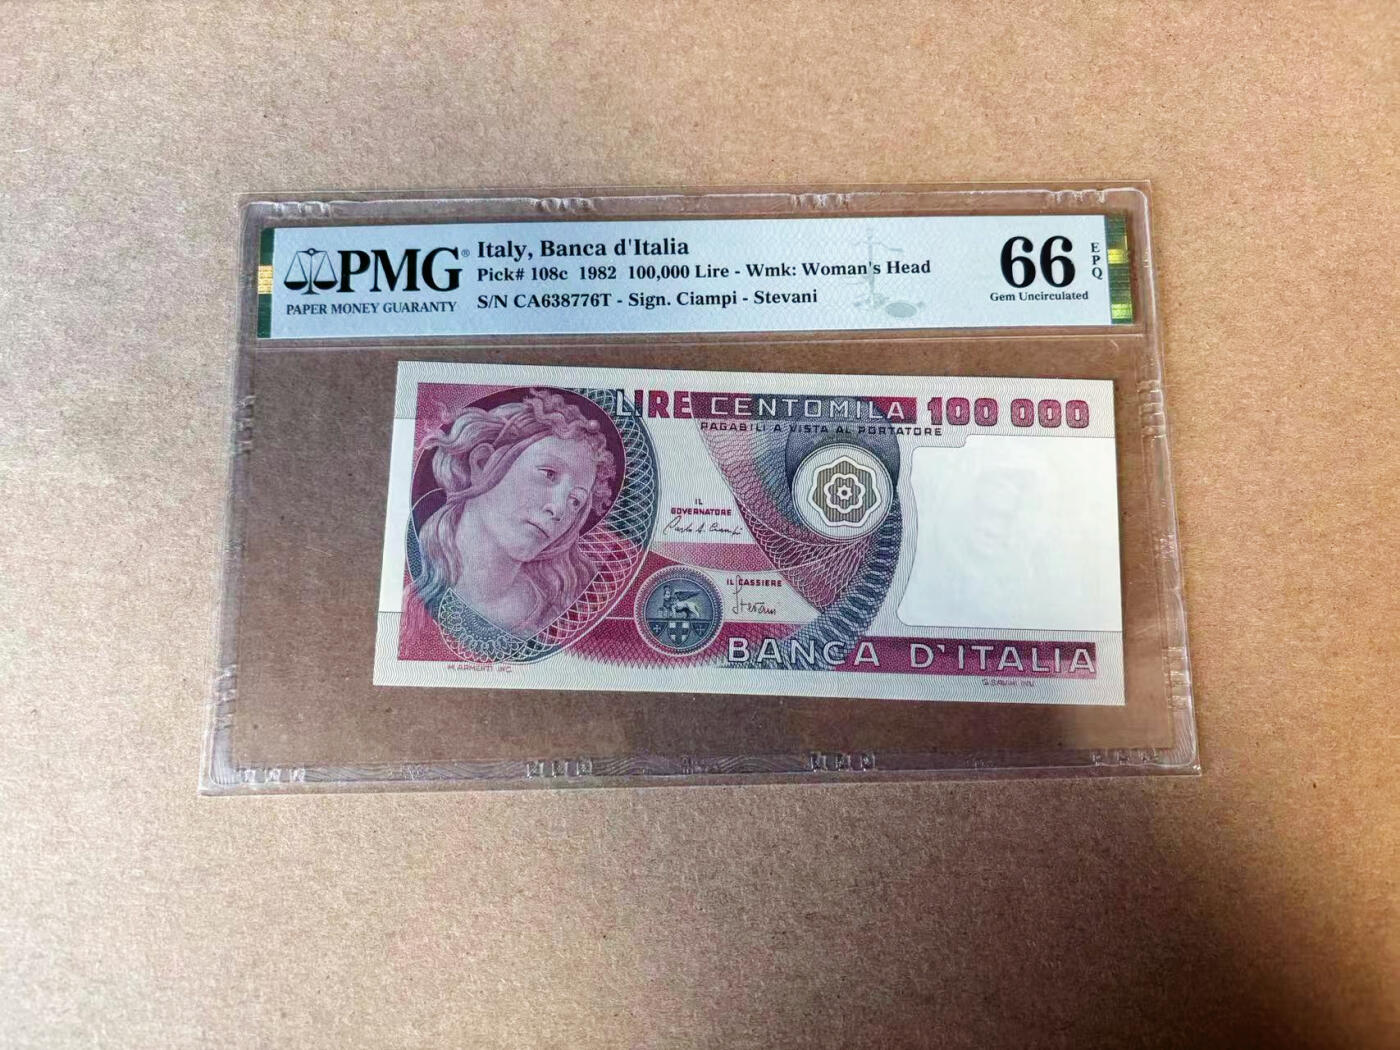 PMG®
PAPER MONEY GUARANTY
Italy, Banca d'Italia
Pick# 108c 1982 100,000 Lire - Wmk: Woman's Head
S/N CA638776T - Sign. Ciampi - Stevani
66
EPQ
Gem Uncirculated
LIRE CENTOMILA 100 000
PAGABILI A VISTA AL PORTATORE
IL
GOVERNATORE
IL CASSIERE
Stevani
BANCA D'ITALIA